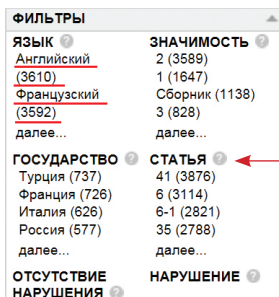 ФИЛЬТРЫ
ЯЗЫК
Английский
(3610)
Французский
(3592)
далее...
ЗНАЧИМОСТЬ
2 (3589)
1 (1647)
Сборник (1138)
3 (828)
далее...
ГОСУДАРСТВО
Турция (737)
Франция (726)
Италия (626)
Россия (577)
далее...
СТАТЬЯ
41 (3876)
6 (3114)
6-1 (2821)
35 (2788)
далее...
ОТСУТСТВИЕ
НАРУШЕНИЯ
НАРУШЕНИЕ